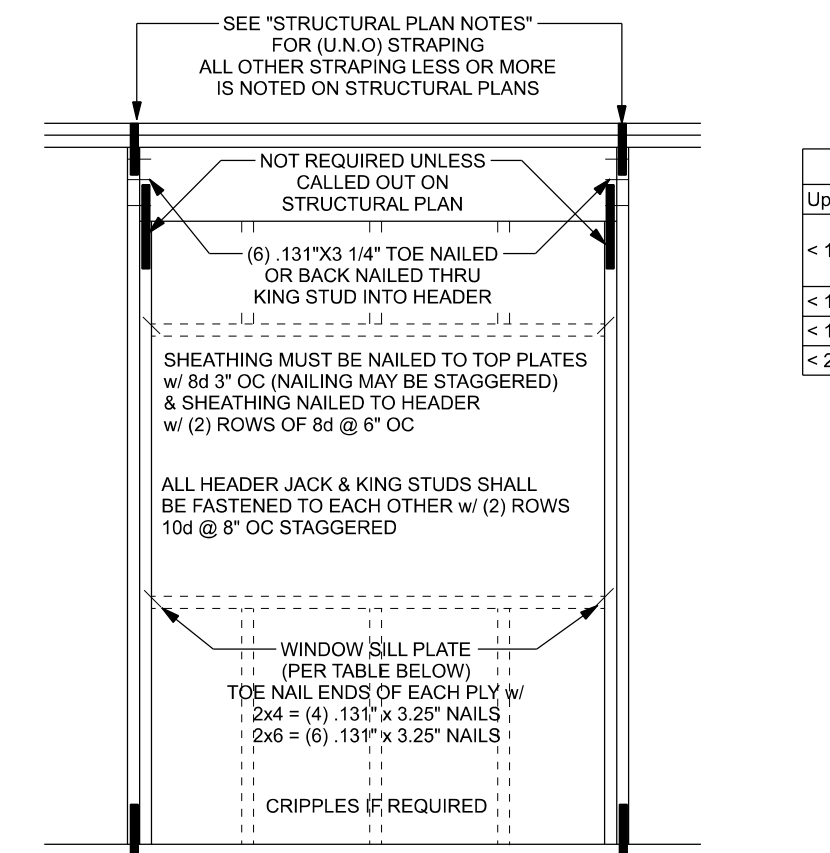 SEE "STRUCTURAL PLAN NOTES"
FOR (U.N.O) STRAPING
ALL OTHER STRAPING LESS OR MORE
IS NOTED ON STRUCTURAL PLANS
NOT REQUIRED UNLESS
CALLED OUT ON
STRUCTURAL PLAN
(6) .131"X3 1/4" TOE NAILED
OR BACK NAILED THRU
KING STUD INTO HEADER
SHEATHING MUST BE NAILED TO TOP PLATES
w/ 8d 3" OC (NAILING MAY BE STAGGERED)
& SHEATHING NAILED TO HEADER
w/ (2) ROWS OF 8d @ 6" OC
ALL HEADER JACK & KING STUDS SHALL
BE FASTENED TO EACH OTHER w/ (2) ROWS
10d @ 8" OC STAGGERED
WINDOW SILL PLATE
(PER TABLE BELOW)
TOE NAIL ENDS OF EACH PLY w/
2x4 = (4) .131" x 3.25" NAILS
2x6 = (6) .131" x 3.25" NAILS
CRIPPLES IF REQUIRED
Up
< 1
< 1
< 1
< 2